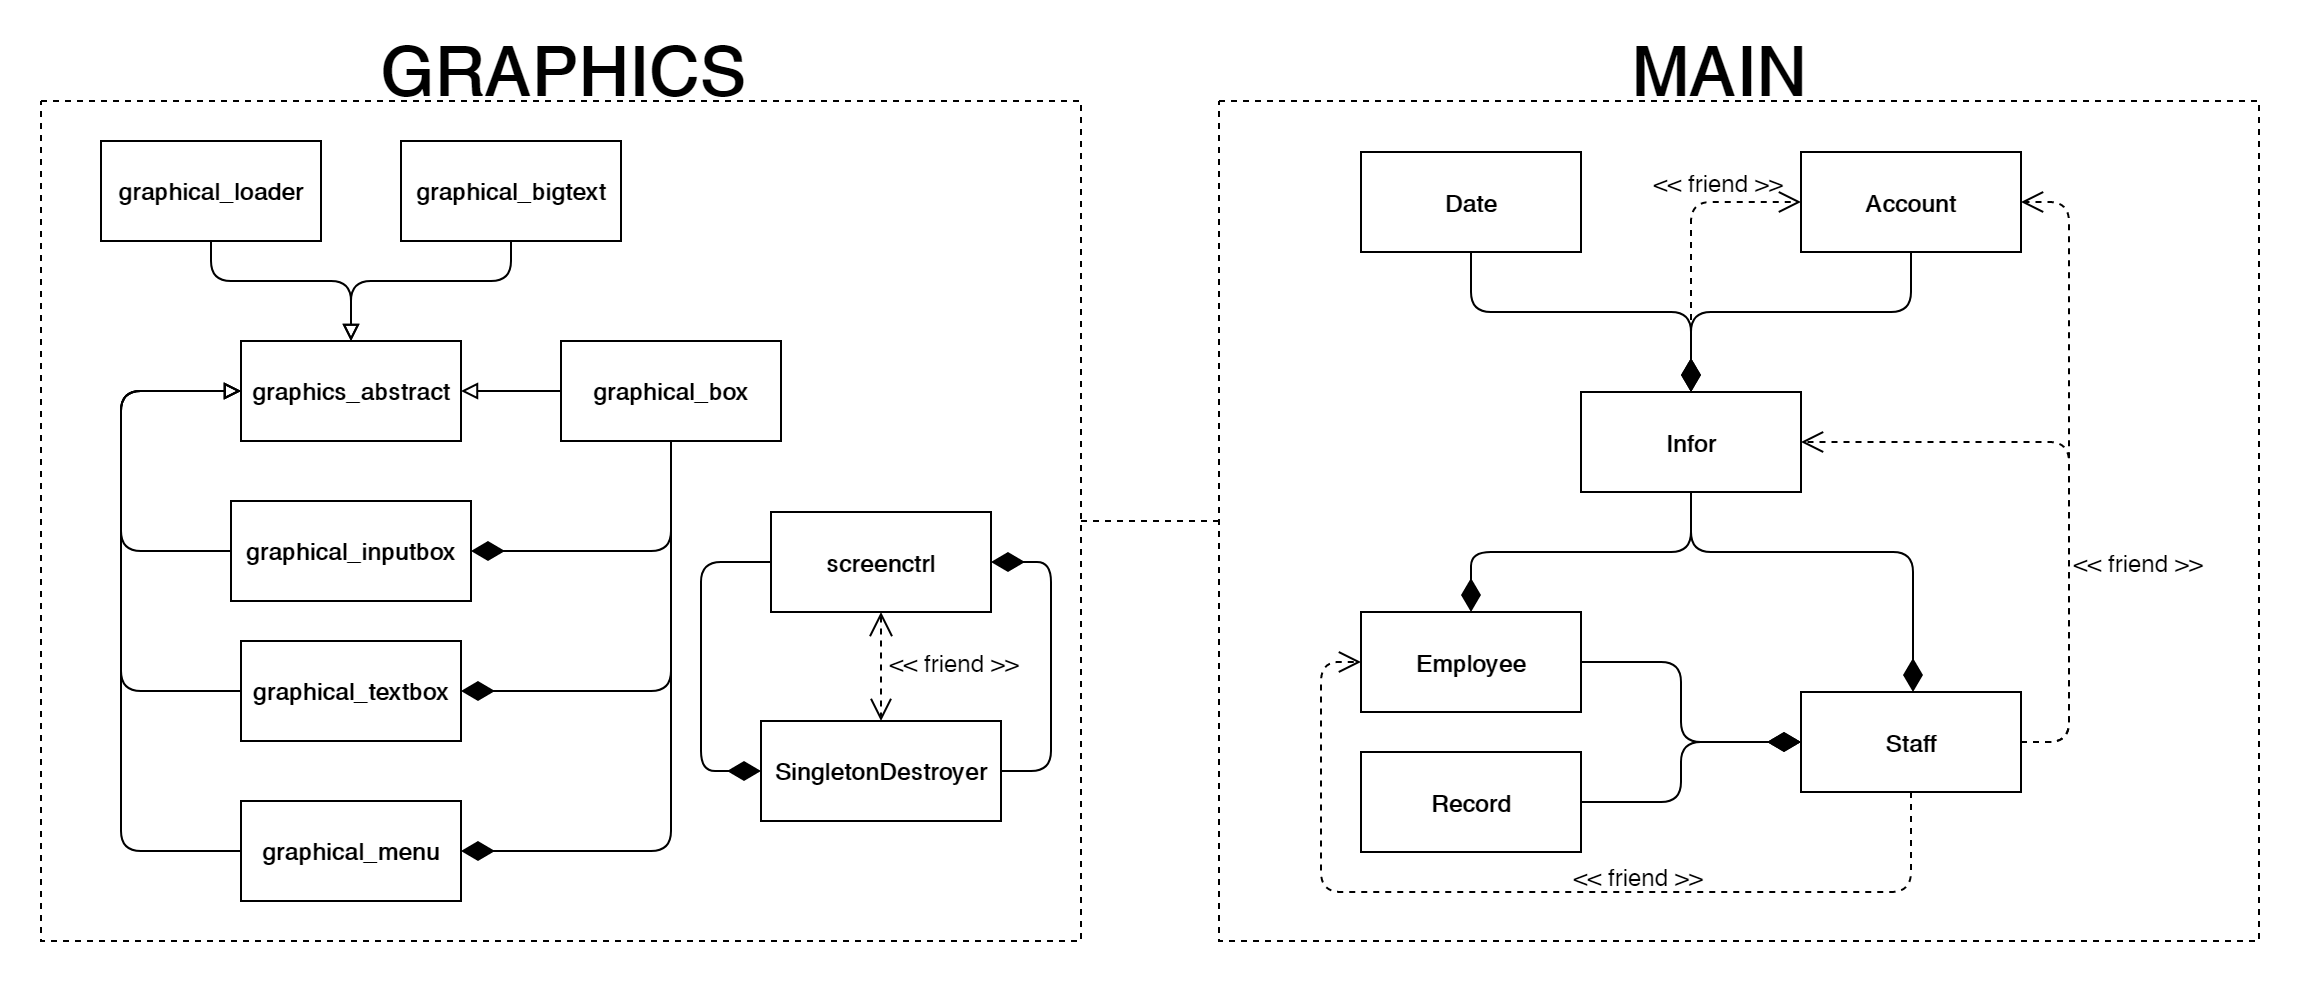 GRAPHICS
graphical_loader
graphical_bigtext
graphics_abstract
graphical_box
graphical_inputbox
screenctrl
<< friend >>
graphical_textbox
SingletonDestroyer
graphical_menu
MAIN
<< friend >>
Date
Account
Infor
<< friend >>
Employee
Staff
Record
<< friend >>